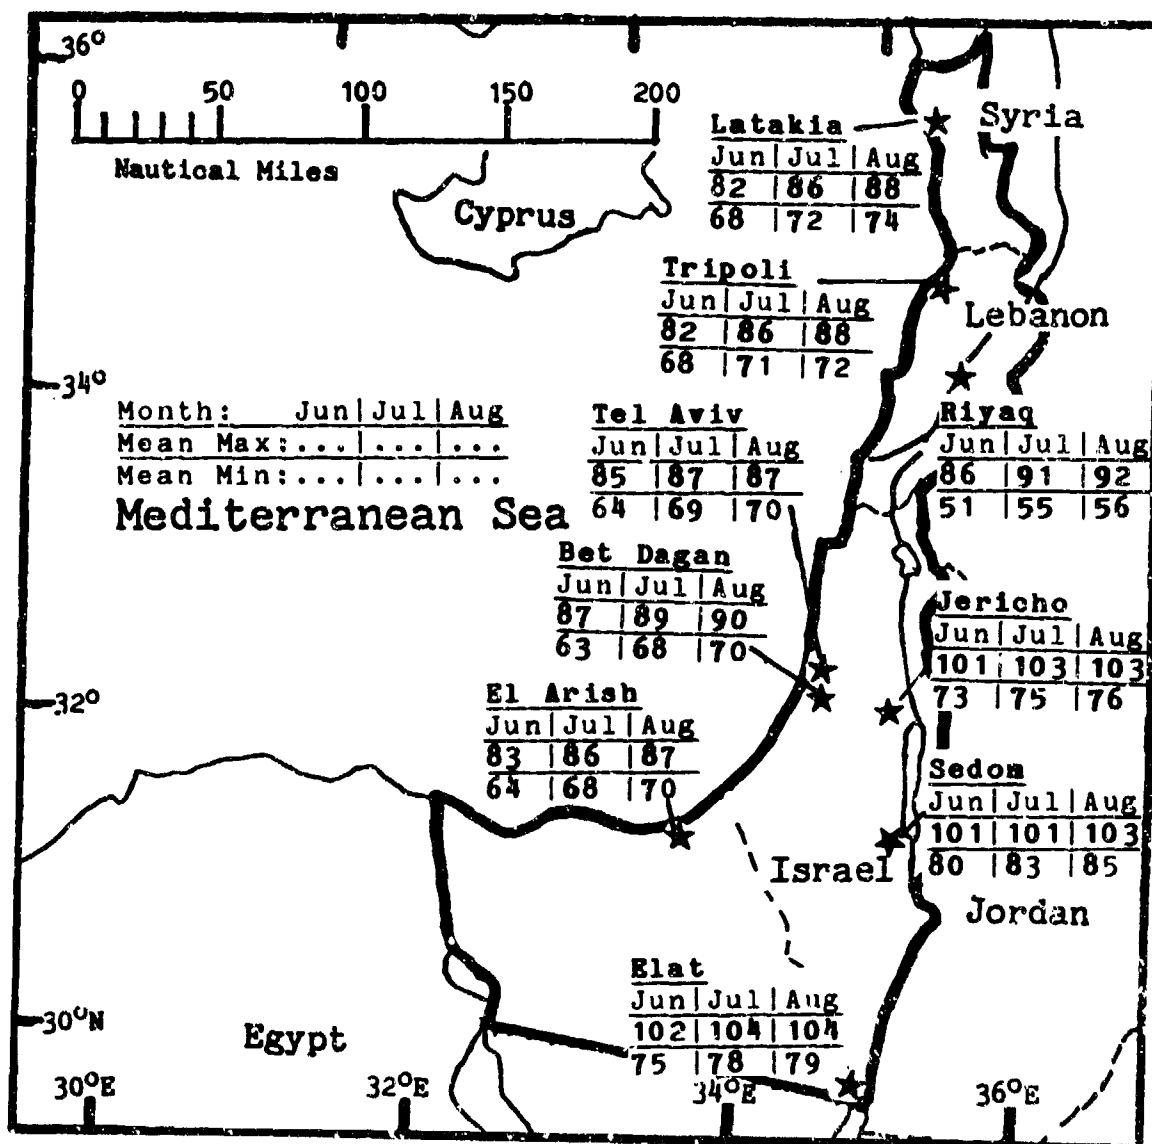 36°
0 50 100 150 200
Nautical Miles
Cyprus
Syria
Latakia
Jun|Jul|Aug
82 |86 |88
68 |72 |74
Tripoli
Jun|Jul|Aug
82 |86 |88
68 |71 |72
Lebanon
34°
Month: Jun|Jul|Aug
Mean Max:...|...|...
Mean Min:...|...|...
Mediterranean Sea
Tel Aviv
Jun|Jul|Aug
85 |87 |87
64 |69 |70
Riyaq
Jun|Jul|Aug
86 |91 |92
51 |55 |56
Bet Dagan
Jun|Jul|Aug
87 |89 |90
63 |68 |70
Jericho
Jun|Jul|Aug
101|103|103
73 |75 |76
32°
El Arish
Jun|Jul|Aug
83 |86 |87
64 |68 |70
Sedom
Jun|Jul|Aug
101|101|103
80 |83 |85
Israel
Jordan
Elat
Jun|Jul|Aug
102|104|104
75 |78 |79
30°N
Egypt
30°E 32°E 34°E 36°E